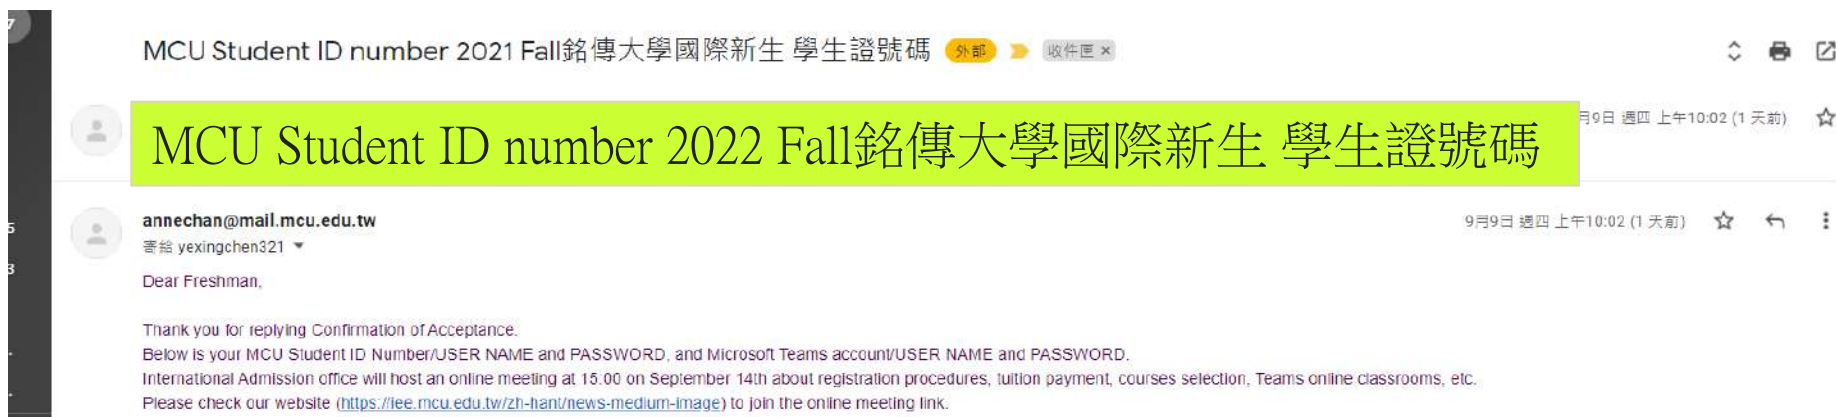 MCU Student ID number 2021 Fall銘傳大學國際新生 學生證號碼 外部 收件匣 ×
MCU Student ID number 2022 Fall銘傳大學國際新生 學生證號碼
月9日 週四 上午10:02 (1 天前)
annechan@mail.mcu.edu.tw
9月9日 週四 上午10:02 (1 天前)
寄給 yexingchen321
Dear Freshman,
Thank you for replying Confirmation of Acceptance.
Below is your MCU Student ID Number/USER NAME and PASSWORD, and Microsoft Teams account/USER NAME and PASSWORD.
International Admission office will host an online meeting at 15:00 on September 14th about registration procedures, tuition payment, courses selection, Teams online classrooms, etc.
Please check our website (https://iee.mcu.edu.tw/zh-hant/news-medium-image) to join the online meeting link.